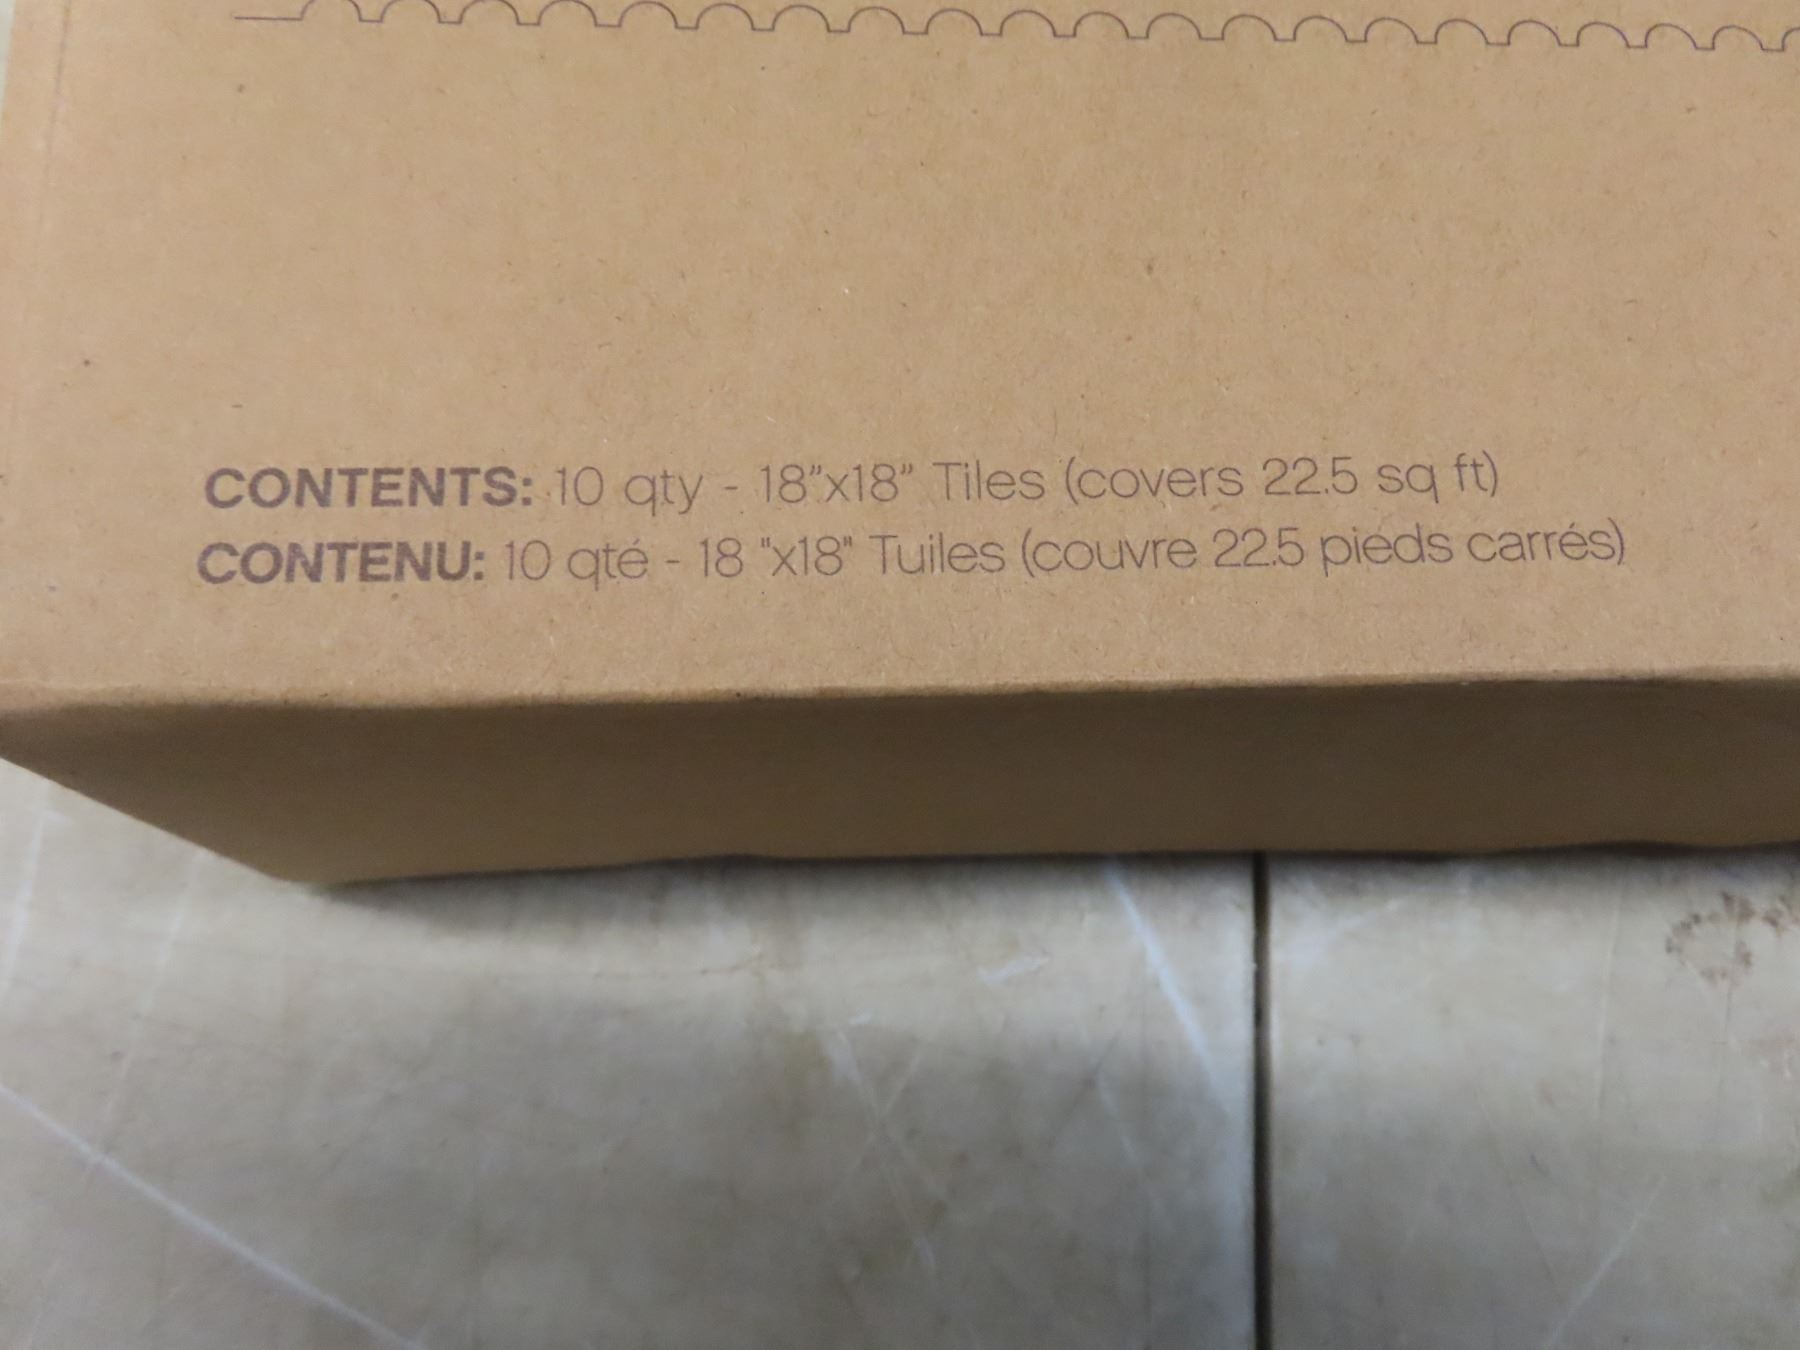 CONTENTS: 10 qty - 18”x18” Tiles (covers 22.5 sq ft)
CONTENU: 10 qté - 18 "x18" Tuiles (couvre 22.5 pieds carrés)